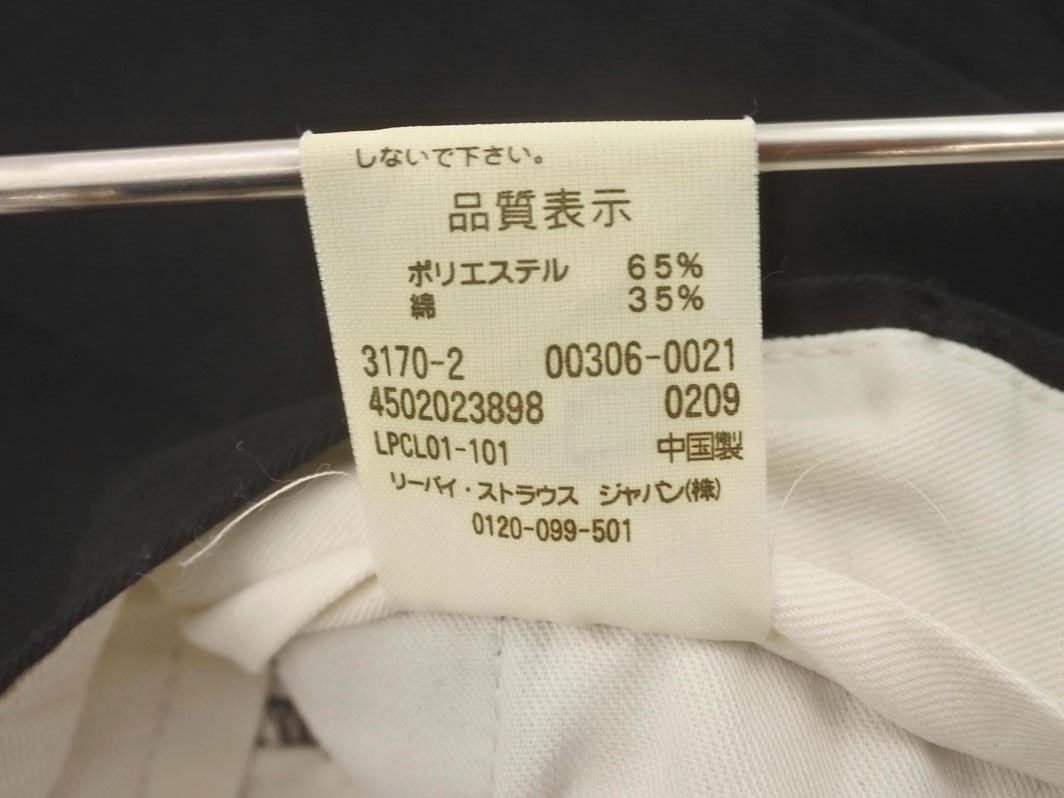 しないで下さい。
品質表示
ポリエステル 65%
綿 35%
3170-2 00306-0021
4502023898 0209
LPCL01-101 中国製
リーバイ・ストラウス ジャパン(株)
0120-099-501